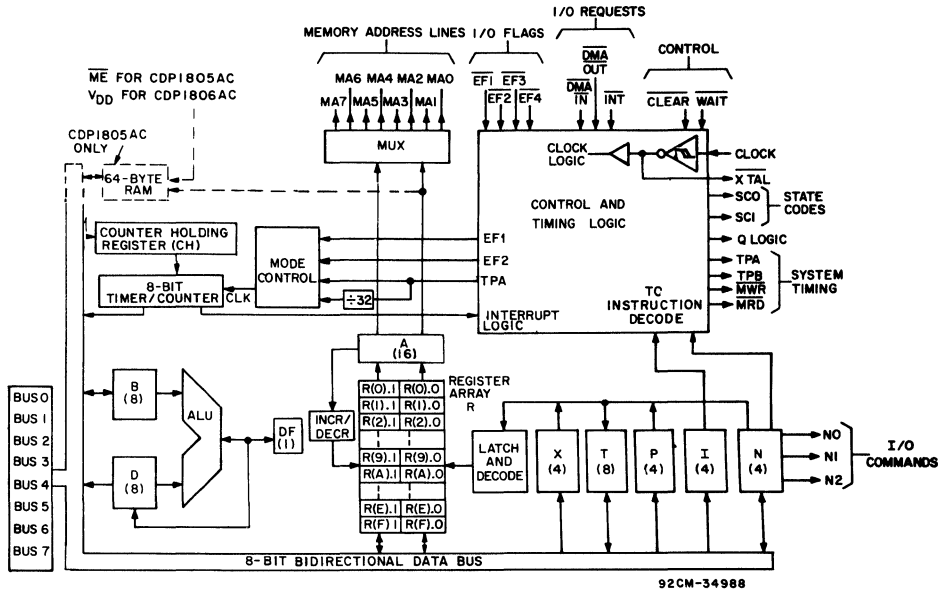 I/O REQUESTS
MEMORY ADDRESS LINES I/O FLAGS
DMA OUT
CONTROL
MA6 MA4 MA2 MA0
EF1 EF3
DMA IN
INT
MA7 MA5 MA3 MA1
EF2 EF4
CLEAR WAIT
ME FOR CDP1805AC
VDD FOR CDP1806AC
CDP1805AC
ONLY
64-BYTE
RAM
MUX
CLOCK
LOGIC
CLOCK
XTAL
SC0
SC1
STATE
CODES
CONTROL AND
TIMING LOGIC
Q LOGIC
TPA
TPB
MWR
MRD
SYSTEM
TIMING
COUNTER HOLDING
REGISTER (CH)
MODE
CONTROL
EF1
EF2
TPA
8-BIT
TIMER/COUNTER
CLK
÷32
INTERRUPT
LOGIC
TO
INSTRUCTION
DECODE
A
(16)
BUS 0
BUS 1
BUS 2
BUS 3
BUS 4
BUS 5
BUS 6
BUS 7
B
(8)
ALU
D
(8)
DF
(1)
INCR/
DECR
R(0).1 R(0).0
R(1).1 R(1).0
R(2).1 R(2).0
R(9).1 R(9).0
R(A).1 R(A).0
R(E).1 R(E).0
R(F).1 R(F).0
REGISTER
ARRAY
R
LATCH
AND
DECODE
X
(4)
T
(8)
P
(4)
I
(4)
N
(4)
N0
N1
N2
I/O
COMMANDS
8-BIT BIDIRECTIONAL DATA BUS
92CM-34988